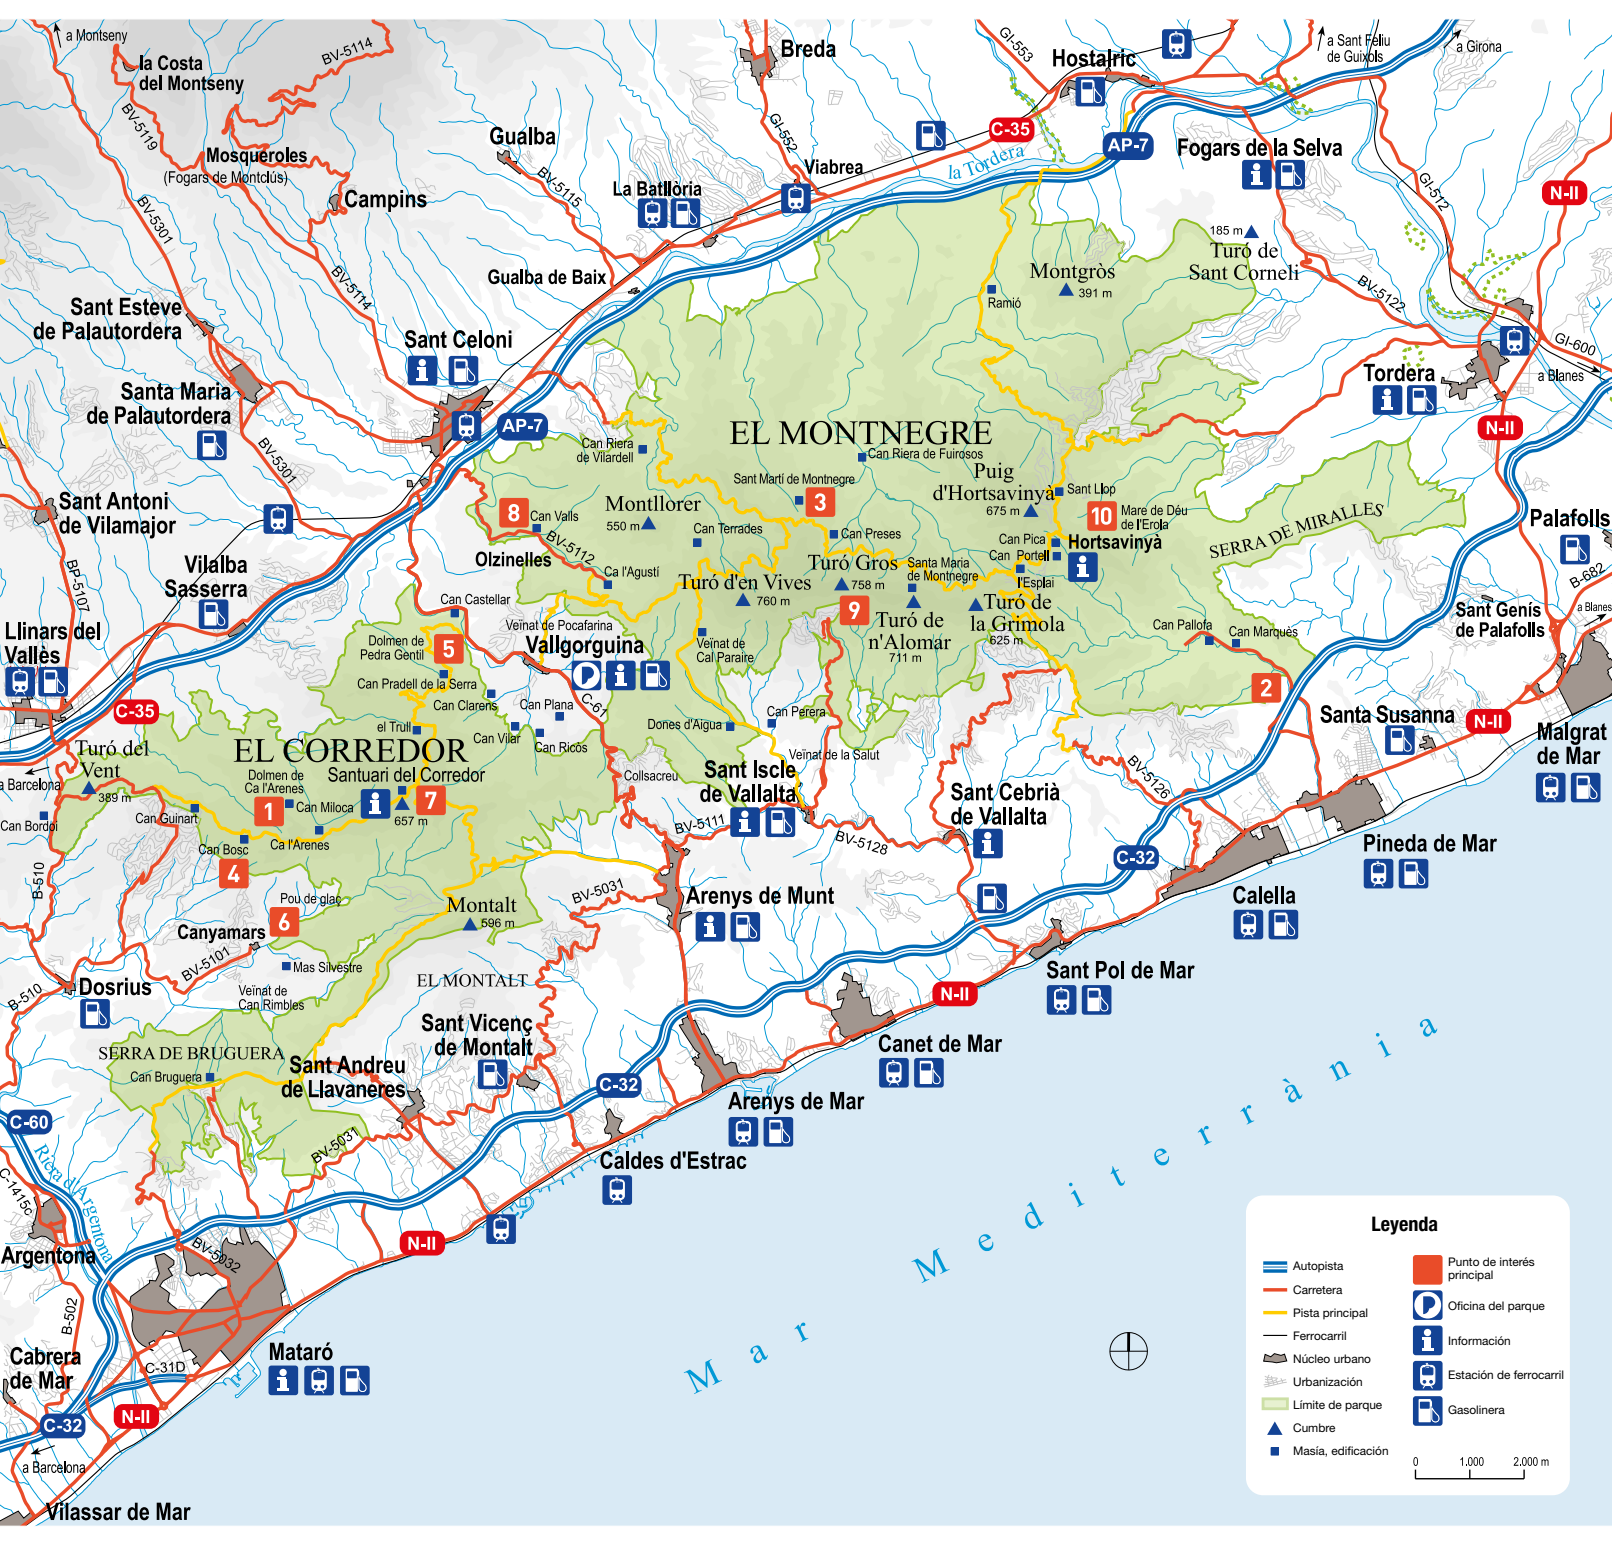 a Montseny
la Costa
del Montseny
BV-5114
Breda
GI-553
Hostalric
a Sant Feliu
de Guíxols
a Girona
BV-5119
Gualba
GI-552
C-35
AP-7
Fogars de la Selva
Mosqueroles
(Fogars de Montclús)
BV-5115
Viabrea
la Tordera
GI-512
N-II
Campins
La Batllòria
BV-5301
185 m
Turó de
Sant Corneli
Montgròs
391 m
Gualba de Baix
BV-5114
Ramió
BV-5122
Sant Esteve
de Palautordera
Sant Celoni
GI-600
a Blanes
Tordera
Santa Maria
de Palautordera
AP-7
N-II
BV-5301
Can Riera
de Vilardell
EL MONTNEGRE
Can Riera de Fuirosos
Sant Martí de Montnegre
3
Puig
d'Hortsavinyà
675 m
Sant Llop
10
Mare de Déu
de l'Erola
SERRA DE MIRALLES
Sant Antoni
de Vilamajor
8
Can Valls
Montllorer
550 m
Can Terrades
Can Preses
Can Pica
Can Portell
Hortsavinyà
Palafolls
Vilalba
Sasserra
BP-5107
Olzinelles
BV-5112
Ca l'Agustí
Turó d'en Vives
760 m
Turó Gros
758 m
Santa Maria
de Montnegre
l'Esplai
B-682
a Blanes
Can Castellar
9
Turó de
n'Alomar
711 m
Turó de
la Grimola
625 m
Sant Genís
de Palafolls
Llinars del
Vallès
Dolmen de
Pedra Gentil
5
Veïnat de Pocafarina
Vallgorguina
Veïnat de
Cal Paraire
Can Pallofa
Can Marquès
Can Pradell de la Serra
Can Clarens
C-61
2
C-35
Can Plana
el Trull
Can Vilar
Can Ricós
Dones d'Aigua
Can Perera
Veïnat de la Salut
Santa Susanna
N-II
Malgrat
de Mar
Turó del
Vent
389 m
EL CORREDOR
Dolmen de
Ca l'Arenes
Santuari del Corredor
Collsacreu
Sant Iscle
de Vallalta
BV-5126
a Barcelona
Can Bordoi
Can Guinart
1
Can Miloca
7
657 m
Sant Cebrià
de Vallalta
Can Bosc
Ca l'Arenes
BV-5111
BV-5128
C-32
Pineda de Mar
B-510
4
Pou de glaç
6
Montalt
596 m
BV-5031
Arenys de Munt
Calella
Canyamars
BV-5101
Mas Silvestre
EL MONTALT
Sant Pol de Mar
B-510
Dosrius
Veïnat de
Can Rimbles
N-II
Sant Vicenç
de Montalt
Canet de Mar
SERRA DE BRUGUERA
Can Bruguera
Sant Andreu
de Llavaneres
C-32
Arenys de Mar
C-60
BV-5031
Riera d'Argentona
Caldes d'Estrac
C-1415c
Argentona
BV-5032
N-II
Mar Mediterrània
B-502
Cabrera
de Mar
C-31D
Mataró
N-II
C-32
a Barcelona
Vilassar de Mar
Leyenda
Autopista
Carretera
Pista principal
Ferrocarril
Núcleo urbano
Urbanización
Límite de parque
Cumbre
Masía, edificación
Punto de interés
principal
Oficina del parque
Información
Estación de ferrocarril
Gasolinera
0 1.000 2.000 m